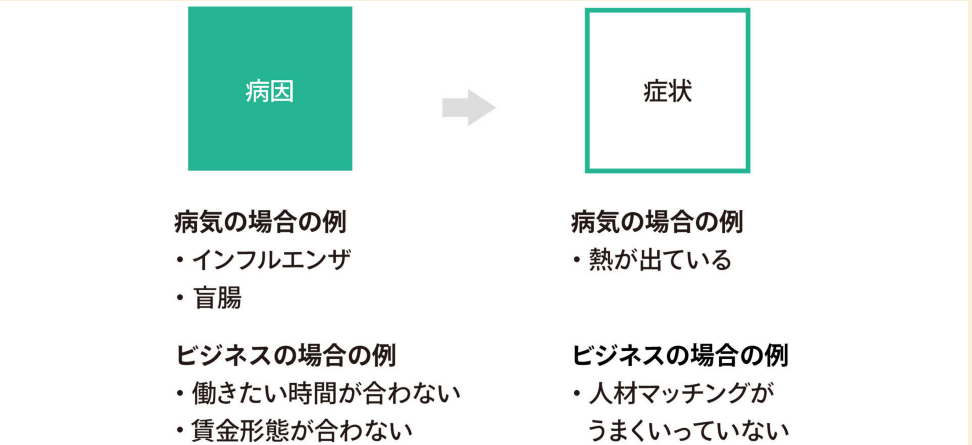 病因
症状
病気の場合の例
・インフルエンザ
・盲腸
ビジネスの場合の例
・働きたい時間が合わない
・賃金形態が合わない
病気の場合の例
・熱が出ている
ビジネスの場合の例
・人材マッチングが
うまくいっていない